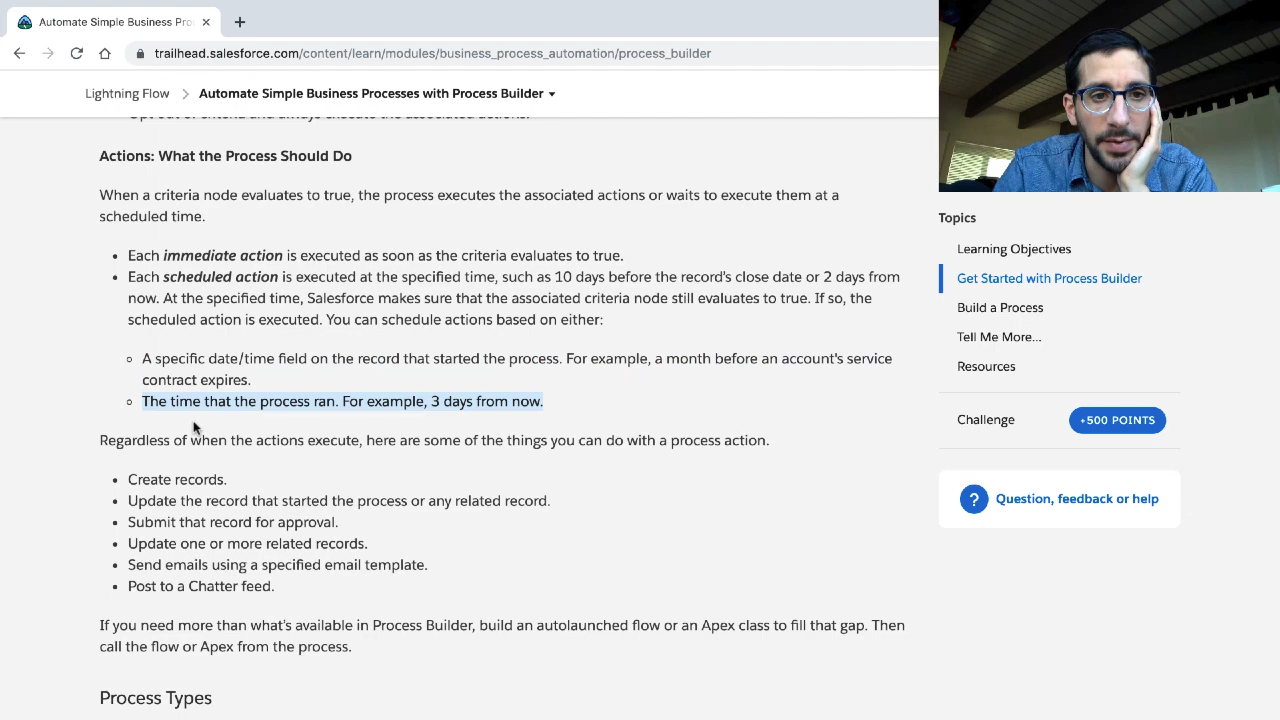 Automate Simple Business Pro
trailhead.salesforce.com/content/learn/modules/business_process_automation/process_builder
Lightning Flow
Automate Simple Business Processes with Process Builder
Opt out of criteria and always execute the associated actions.
Actions: What the Process Should Do
When a criteria node evaluates to true, the process executes the associated actions or waits to execute them at a
scheduled time.
Each immediate action is executed as soon as the criteria evaluates to true.
Each scheduled action is executed at the specified time, such as 10 days before the record's close date or 2 days from
now. At the specified time, Salesforce makes sure that the associated criteria node still evaluates to true. If so, the
scheduled action is executed. You can schedule actions based on either:
A specific date/time field on the record that started the process. For example, a month before an account's service
contract expires.
The time that the process ran. For example, 3 days from now.
Regardless of when the actions execute, here are some of the things you can do with a process action.
Create records.
Update the record that started the process or any related record.
Submit that record for approval.
Update one or more related records.
Send emails using a specified email template.
Post to a Chatter feed.
If you need more than what's available in Process Builder, build an autolaunched flow or an Apex class to fill that gap. Then
call the flow or Apex from the process.
Process Types
Topics
Learning Objectives
Get Started with Process Builder
Build a Process
Tell Me More...
Resources
Challenge
+500 POINTS
? Question, feedback or help